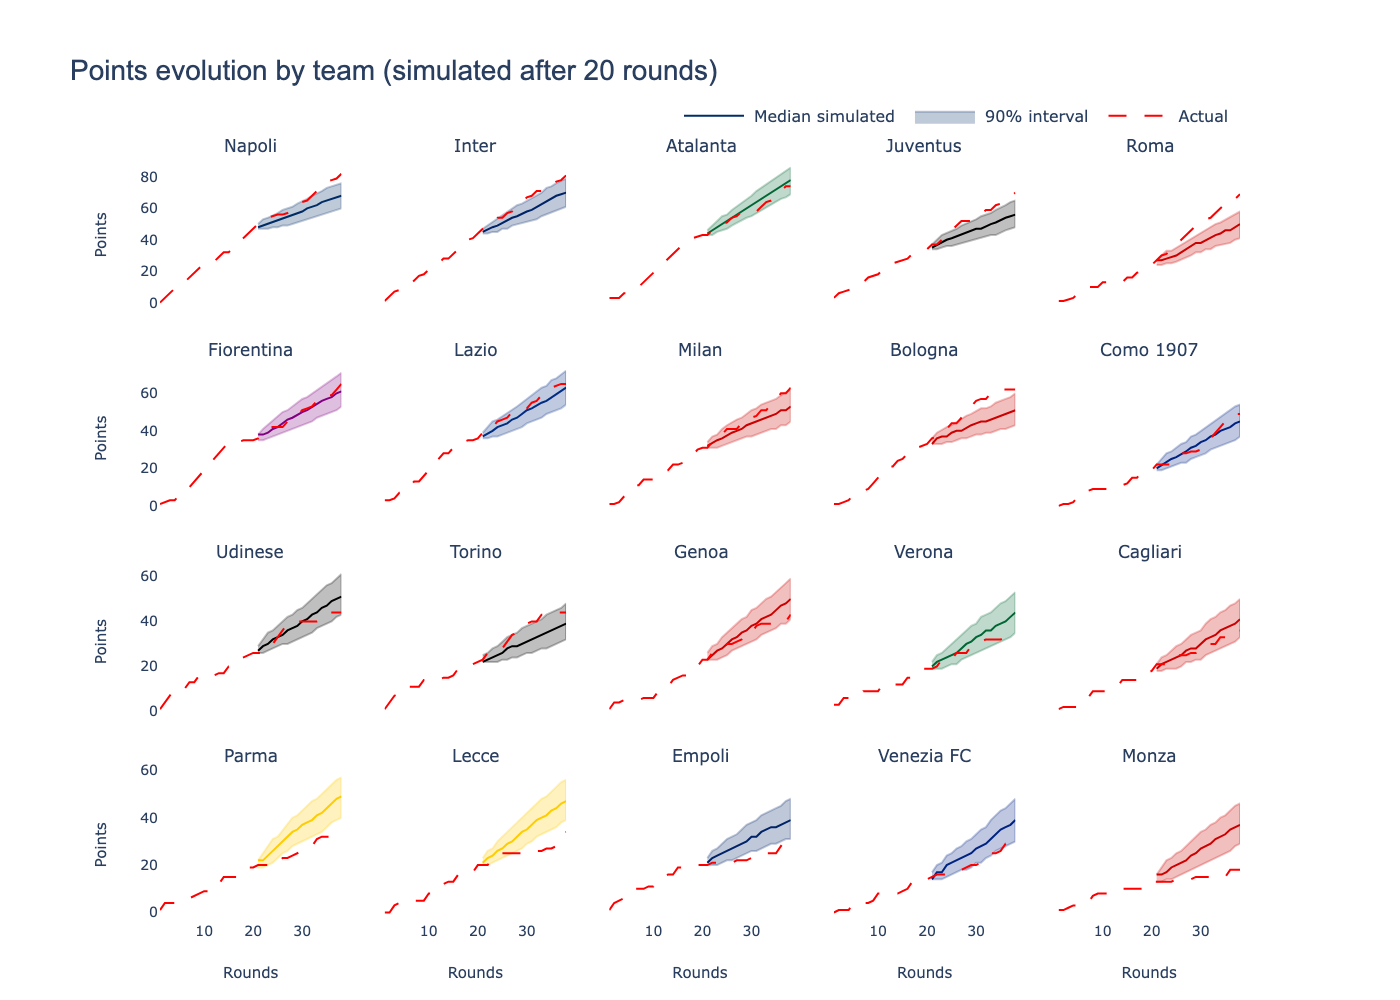 Points evolution by team (simulated after 20 rounds)
Median simulated 90% interval Actual
Napoli Inter Atalanta Juventus Roma
80
60
40
20
0
Points
Fiorentina Lazio Milan Bologna Como 1907
60
40
20
0
Points
Udinese Torino Genoa Verona Cagliari
60
40
20
0
Points
Parma Lecce Empoli Venezia FC Monza
60
40
20
0
Points
10 20 30 10 20 30 10 20 30 10 20 30 10 20 30
Rounds Rounds Rounds Rounds Rounds